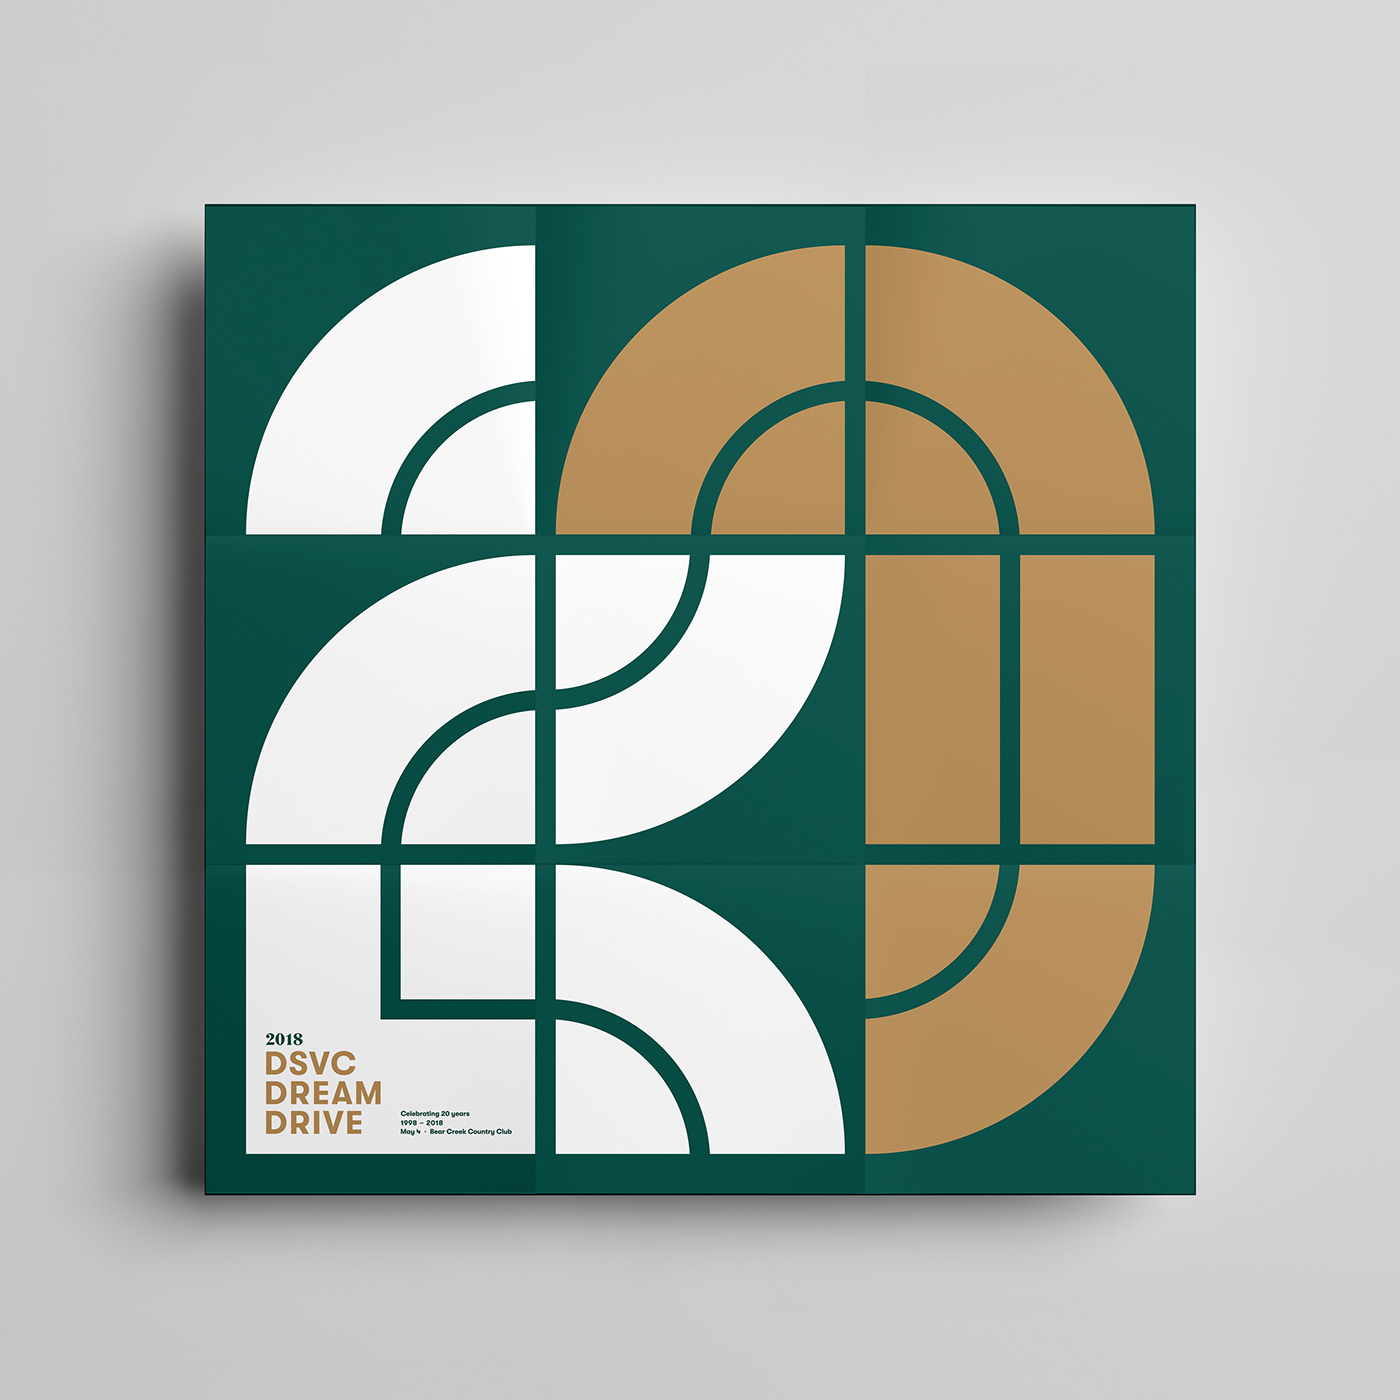 2018
DSVC
DREAM
DRIVE
Celebrating 20 years
1998 – 2018
May 4 • Bear Creek Country Club